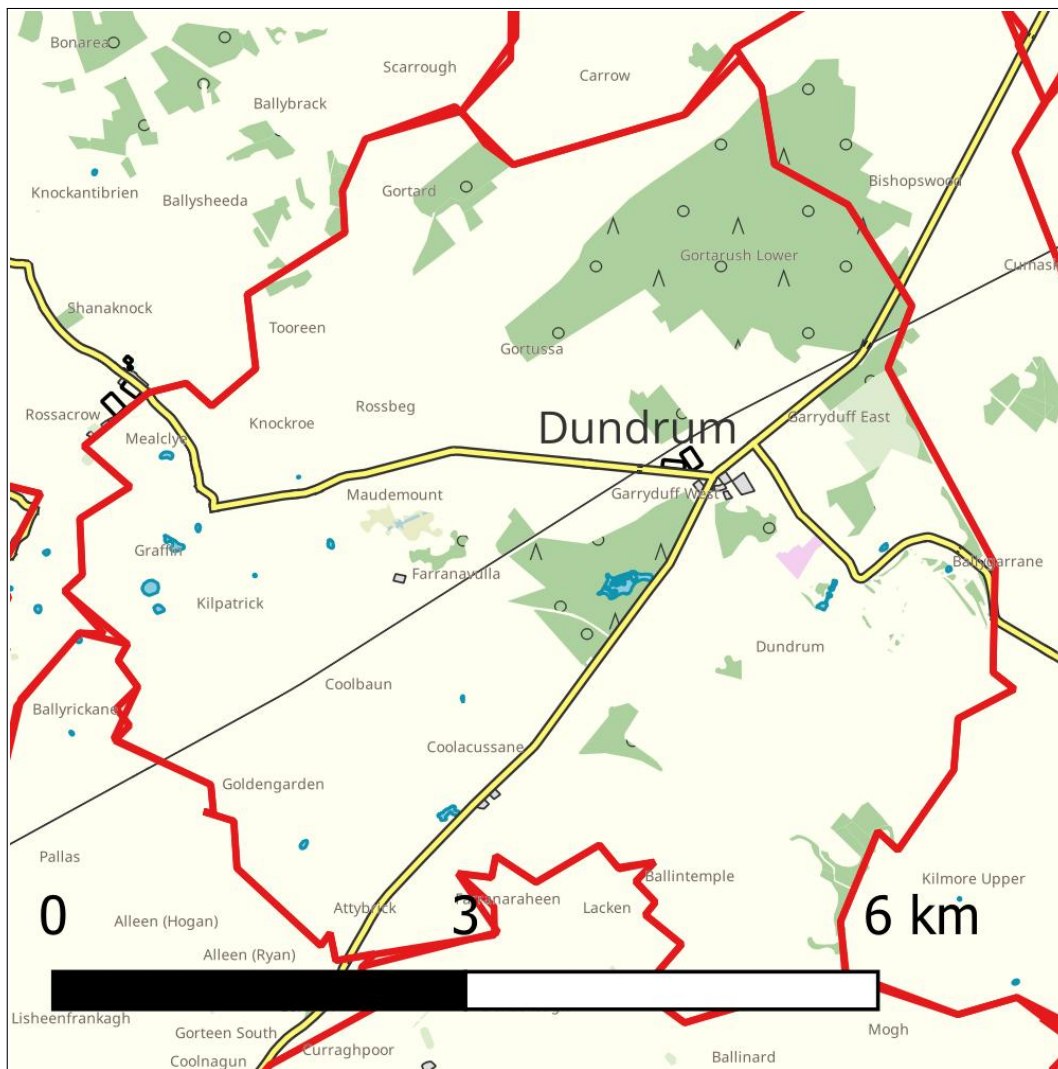 Bonarea
Scarrough
Carrow
Ballybrack
Knockantibrien
Ballysheeda
Gortard
Bishopswood
Gortarush Lower
Shanaknock
Tooreen
Gortussa
Rossacrow
Mealclye
Knockroe
Rossbeg
Dundrum
Garryduff East
Maudemount
Garryduff West
Graffin
Farranavulla
Ballygarrane
Kilpatrick
Dundrum
Coolbaun
Ballyrickane
Coolacussane
Goldengarden
Pallas
Ballintemple
Kilmore Upper
Attybrick
Lacken
0
3
6 km
Alleen (Hogan)
Alleen (Ryan)
Lisheenfrankagh
Gorteen South
Mogh
Coolnagun
Curraghpoor
Ballinard